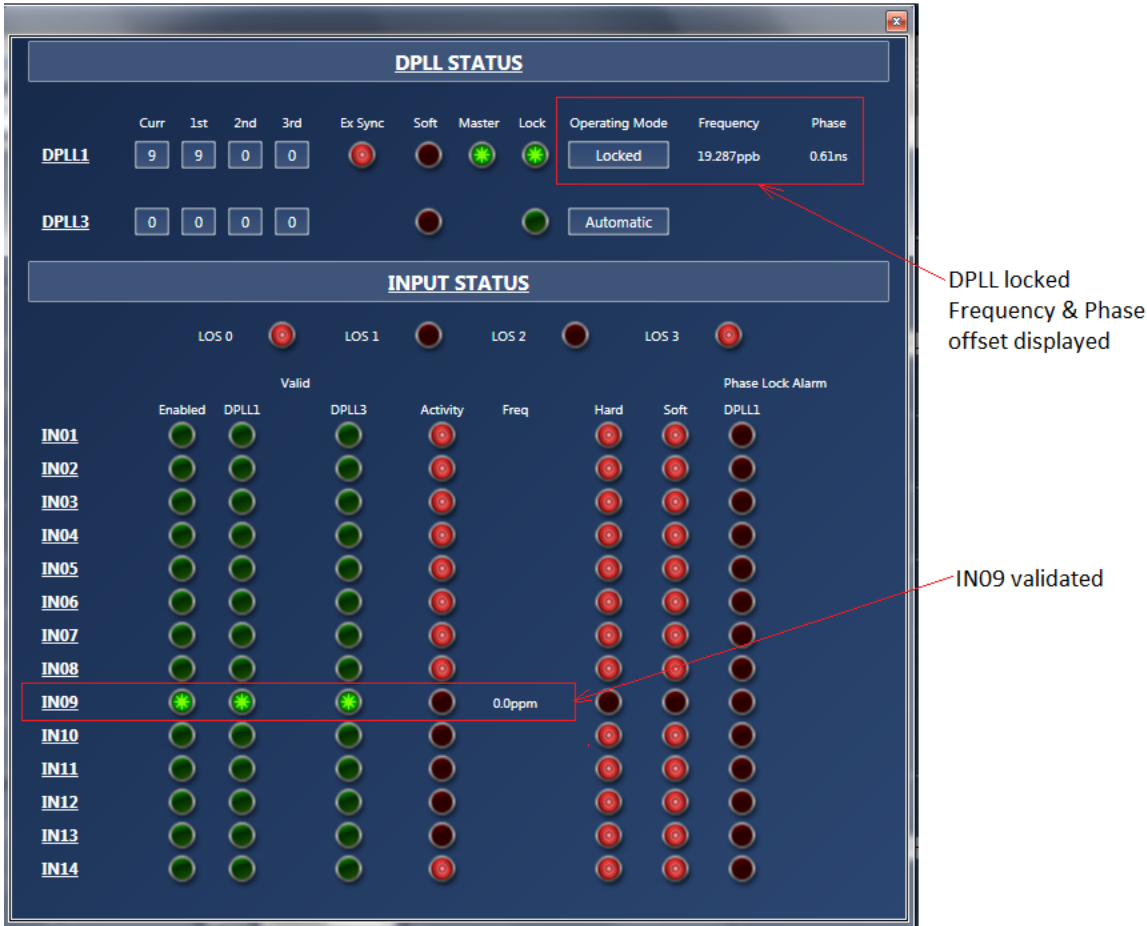 x
DPLL STATUS
Curr 1st 2nd 3rd Ex Sync Soft Master Lock Operating Mode Frequency Phase
DPLL1 9 9 0 0 Locked 19.287ppb 0.61ns
DPLL3 0 0 0 0 Automatic
INPUT STATUS
DPLL locked
Frequency & Phase
offset displayed
LOS 0 LOS 1 LOS 2 LOS 3
Valid Phase Lock Alarm
Enabled DPLL1 DPLL3 Activity Freq Hard Soft DPLL1
IN01
IN02
IN03
IN04
IN05
IN06
IN09 validated
IN07
IN08
IN09 0.0ppm
IN10
IN11
IN12
IN13
IN14